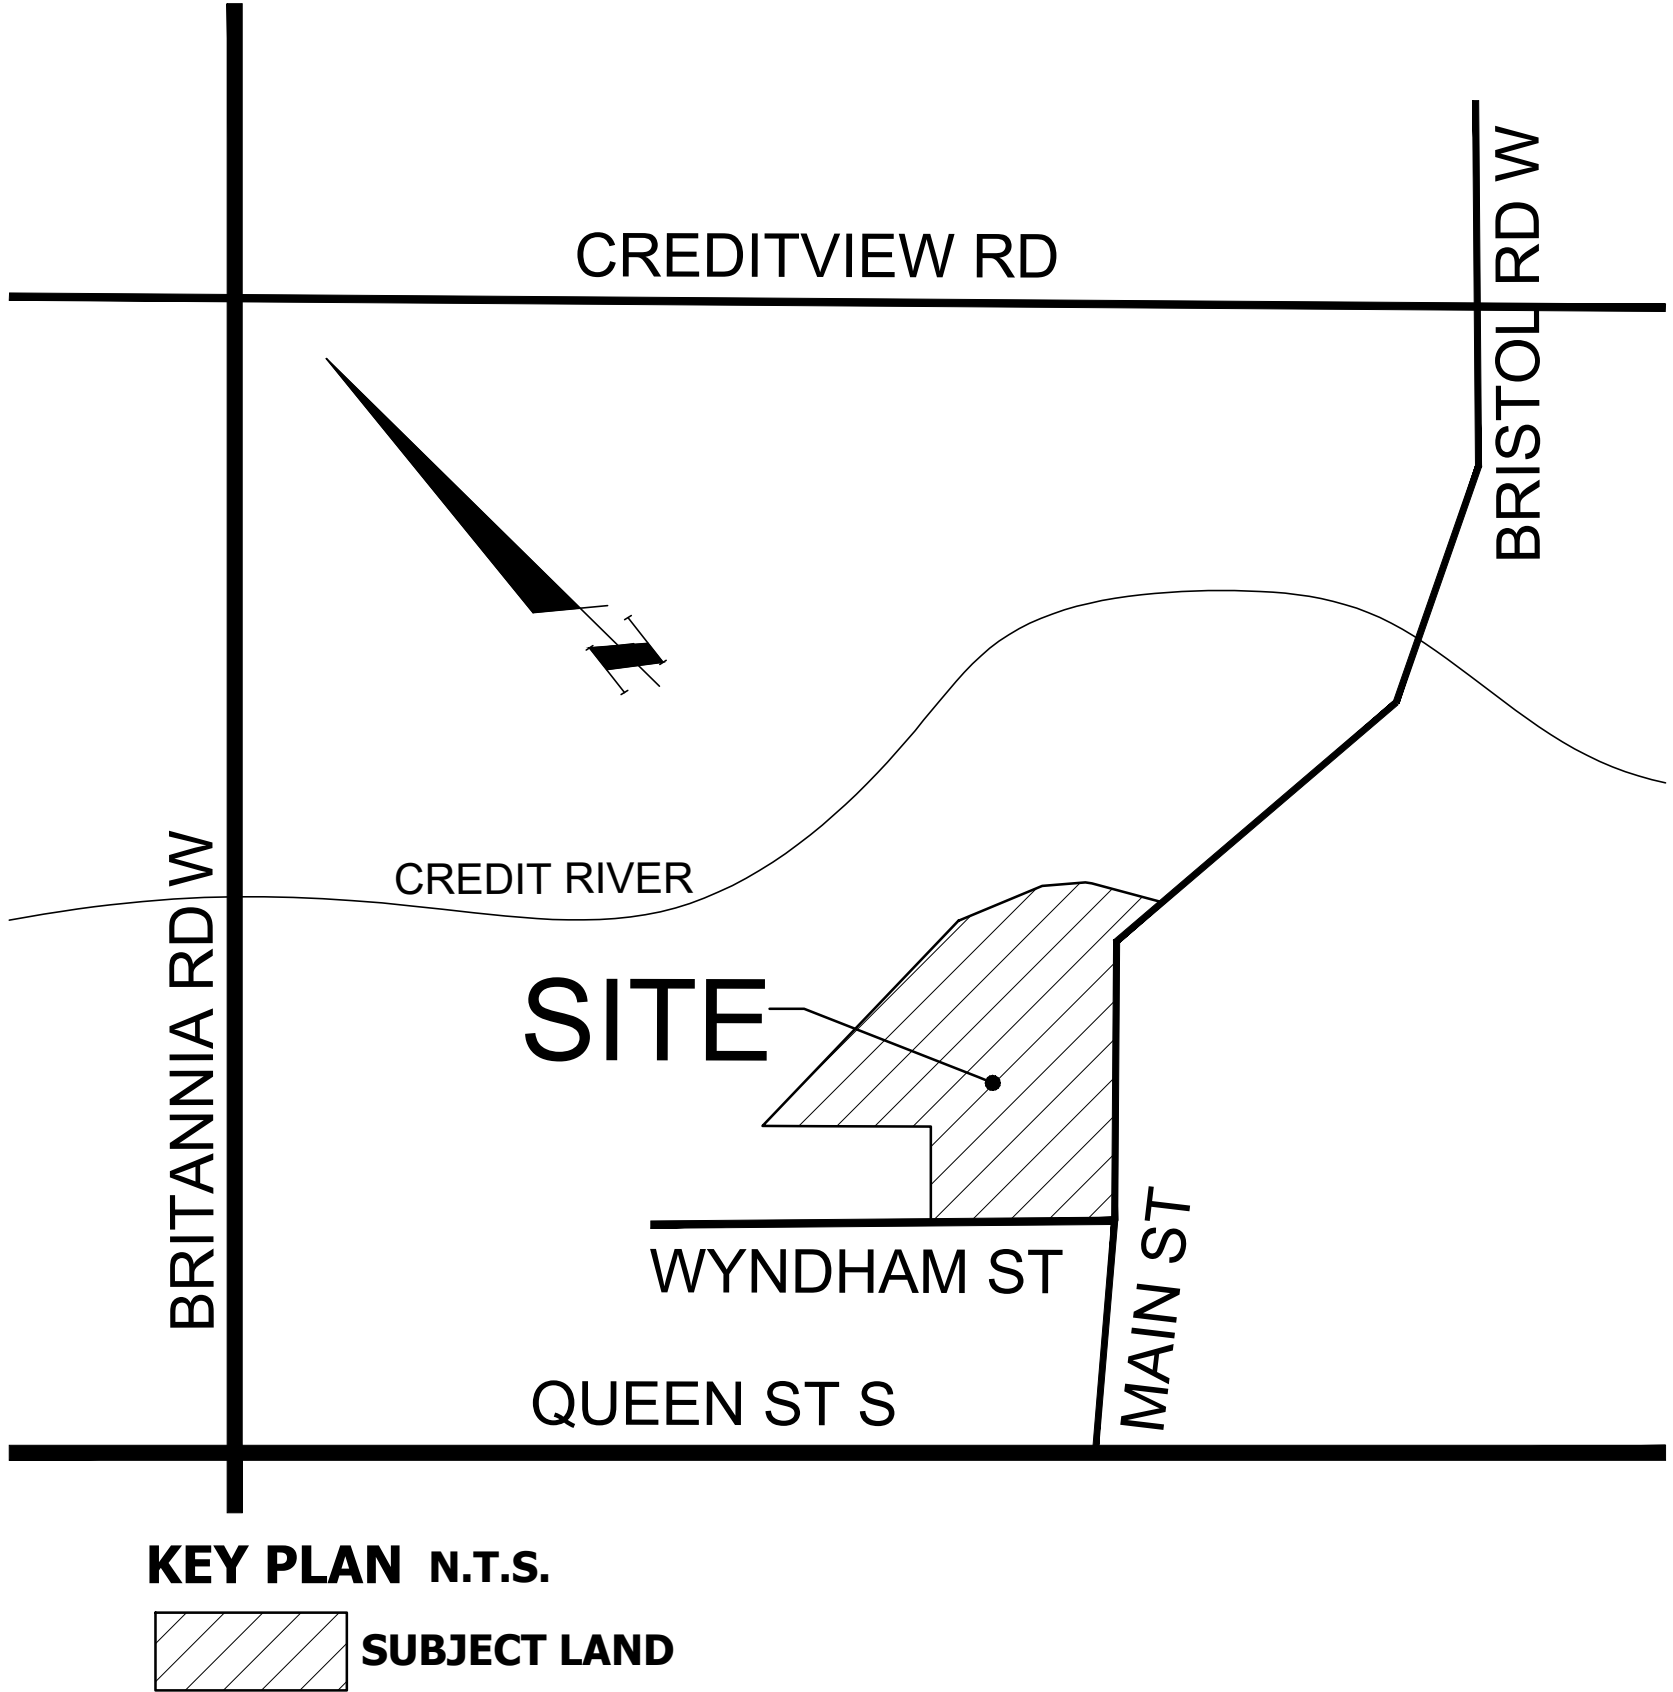 CREDITVIEW RD
BRISTOL RD W
CREDIT RIVER
BRITANNIA RD W
SITE
WYNDHAM ST
MAIN ST
QUEEN ST S
KEY PLAN N.T.S.
SUBJECT LAND